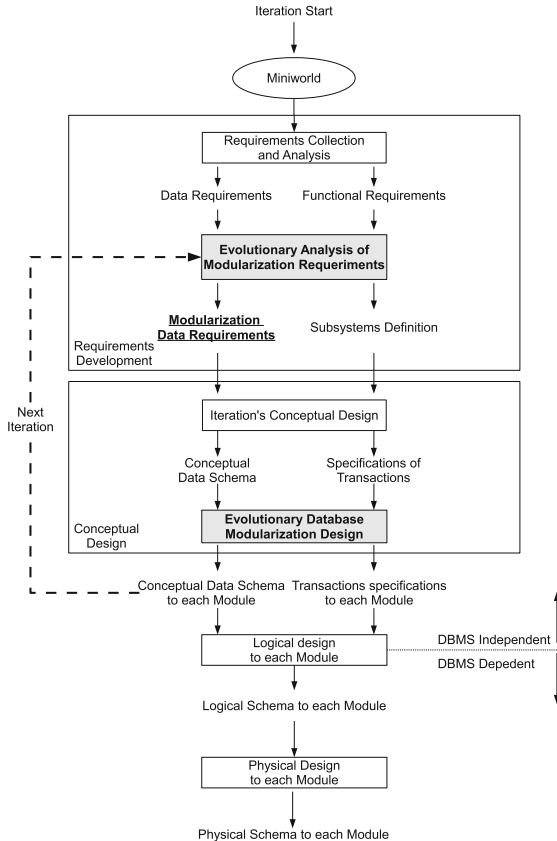 Iteration Start
Miniworld
Requirements Collection
and Analysis
Data Requirements
Functional Requirements
Evolutionary Analysis of
Modularization Requeriments
Modularization
Data Requirements
Subsystems Definition
Requirements
Development
Next
Iteration
Iteration's Conceptual Design
Conceptual
Data Schema
Specifications of
Transactions
Evolutionary Database
Modularization Design
Conceptual
Design
Conceptual Data Schema
to each Module
Transactions specifications
to each Module
Logical design
to each Module
DBMS Independent
DBMS Depedent
Logical Schema to each Module
Physical Design
to each Module
Physical Schema to each Module